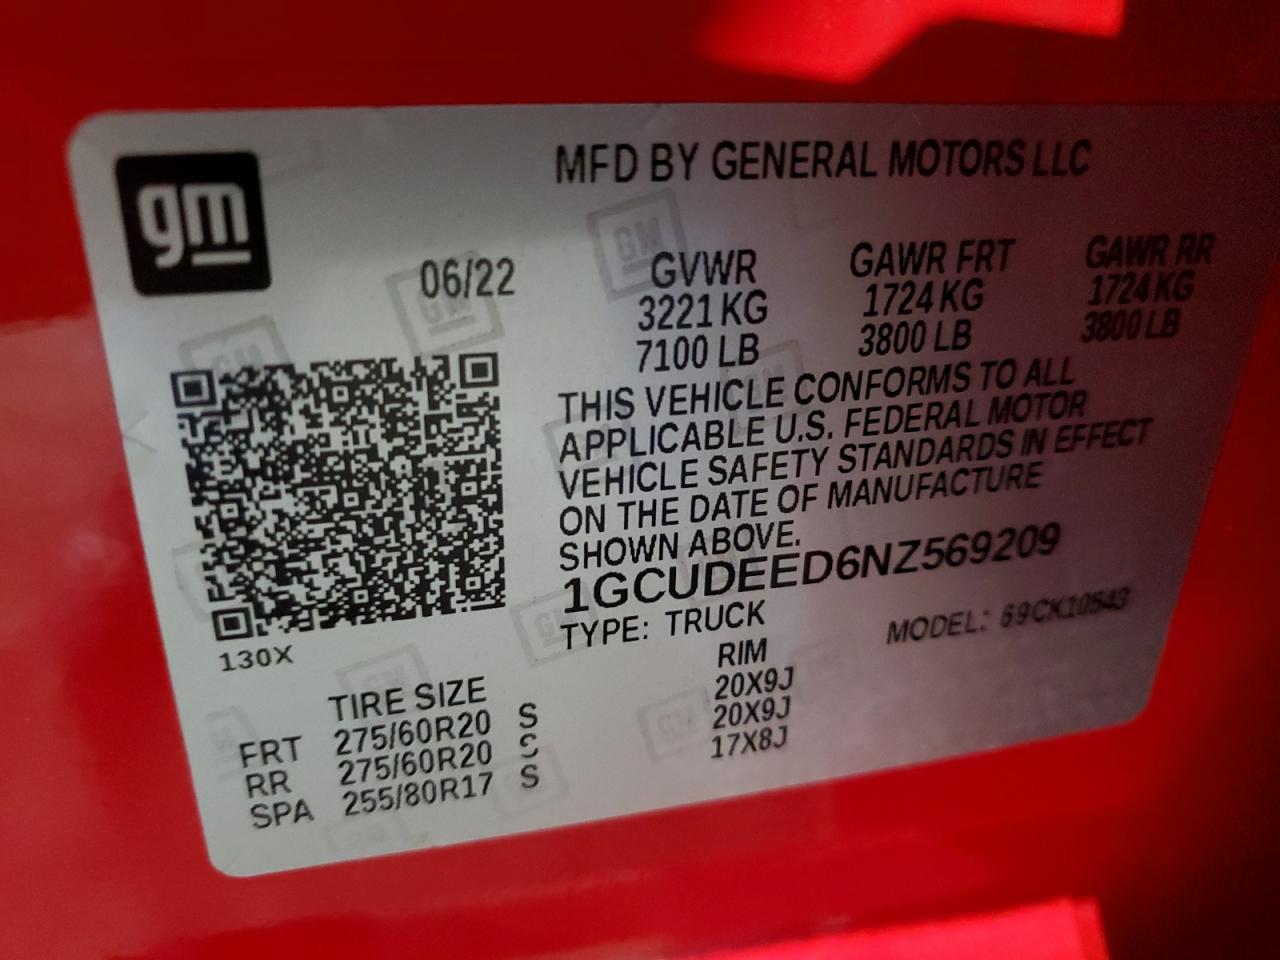 gm
MFD BY GENERAL MOTORS LLC
06/22
GVWR GAWR FRT GAWR RR
3221 KG 1724 KG 1724 KG
7100 LB 3800 LB 3800 LB
THIS VEHICLE CONFORMS TO ALL
APPLICABLE U.S. FEDERAL MOTOR
VEHICLE SAFETY STANDARDS IN EFFECT
ON THE DATE OF MANUFACTURE
SHOWN ABOVE.
1GCUDEED6NZ569209
TYPE: TRUCK MODEL: 69CK10543
130X
TIRE SIZE RIM
FRT 275/60R20 S 20X9J
RR 275/60R20 S 20X9J
SPA 255/80R17 S 17X8J